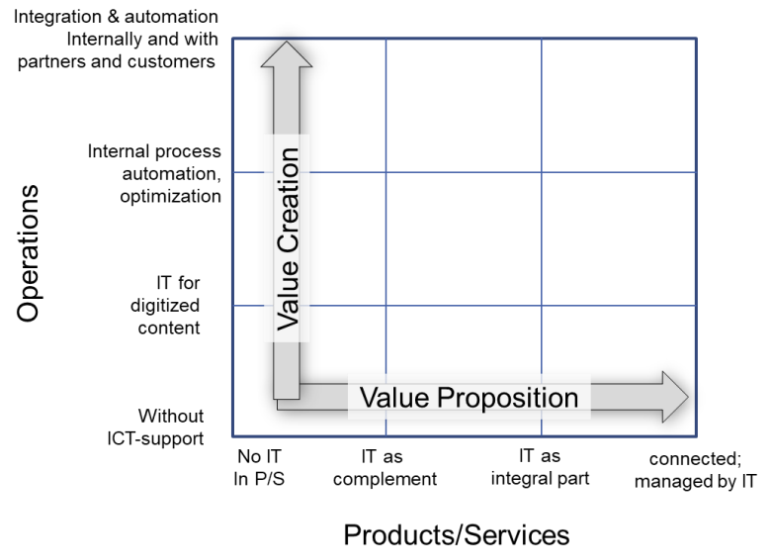 Integration & automation
Internally and with
partners and customers
Internal process
automation,
optimization
Operations
Value Creation
IT for
digitized
content
Value Proposition
Without
ICT-support
No IT
In P/S
IT as
complement
IT as
integral part
connected;
managed by IT
Products/Services